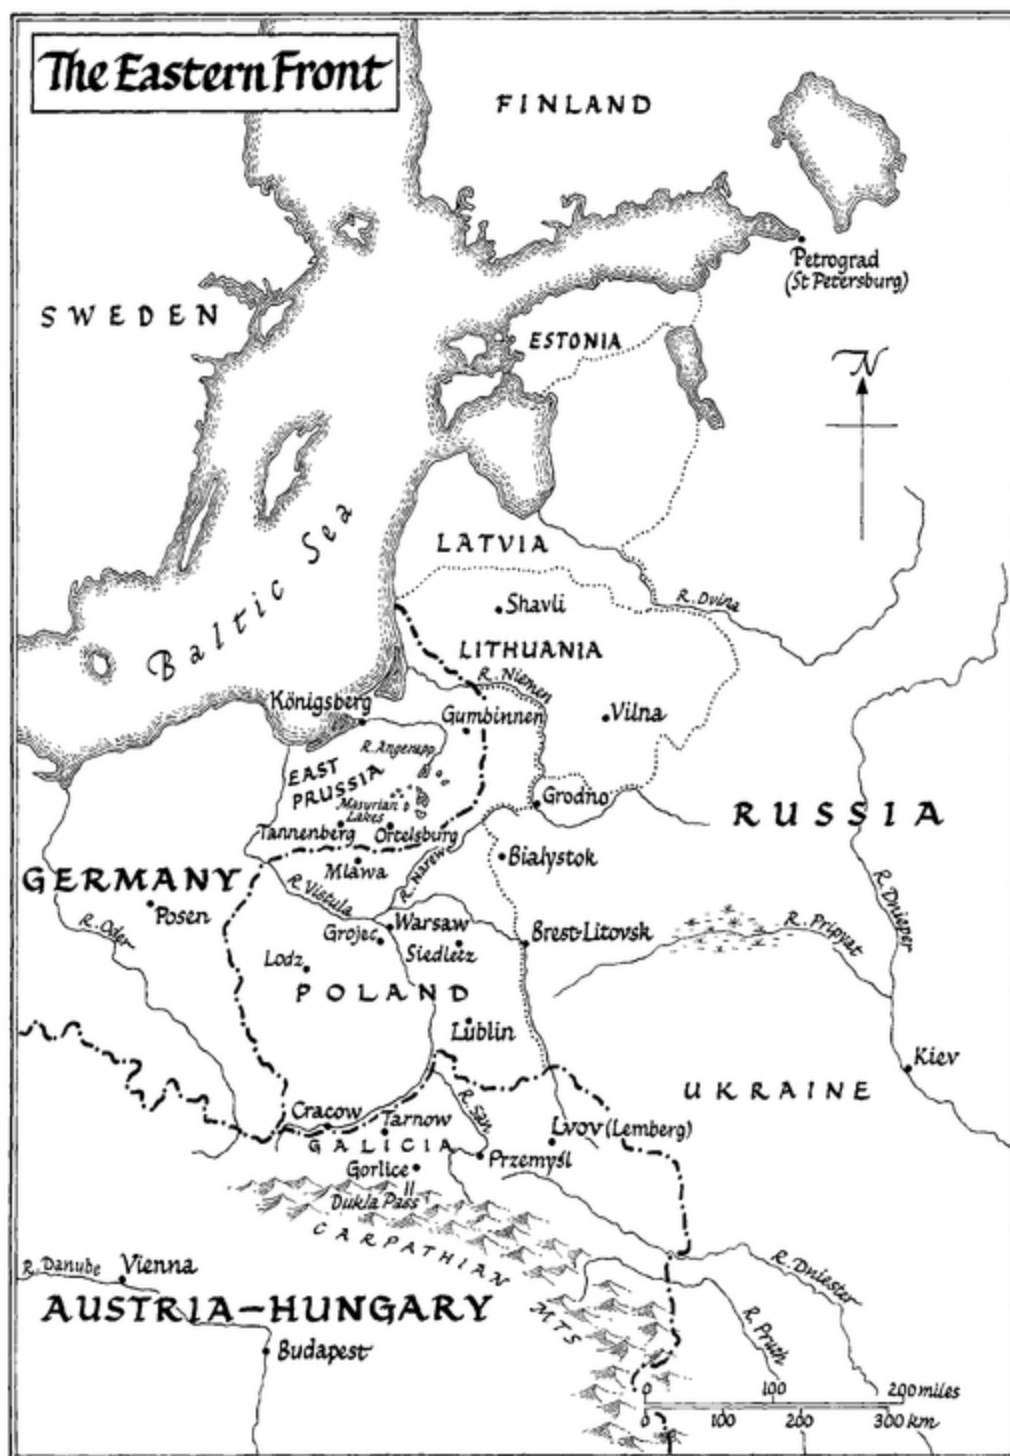 The Eastern Front
FINLAND
Petrograd
(St Petersburg)
SWEDEN
ESTONIA
N
Baltic Sea
LATVIA
R. Dvina
Shavli
LITHUANIA
R. Niemen
Vilna
Königsberg
Gumbinnen
R. Angerapp
EAST
PRUSSIA
Masurian
Lakes
Grodno
RUSSIA
Tannenberg
Ortelsburg
Mlawa
R. Narew
Bialystok
GERMANY
Posen
R. Vistula
R. Oder
Warsaw
Grojec
Siedletz
Brest-Litovsk
R. Pripyat
R. Dnieper
Lodz
POLAND
Lublin
Kiev
UKRAINE
Cracow
Tarnow
R. San
Lvov (Lemberg)
GALICIA
Przemyśl
Gorlice
Dukla Pass
CARPATHIAN
MTS
R. Danube
Vienna
R. Dniester
AUSTRIA-HUNGARY
R. Pruth
Budapest
0 100 200 miles
0 100 200 300 km